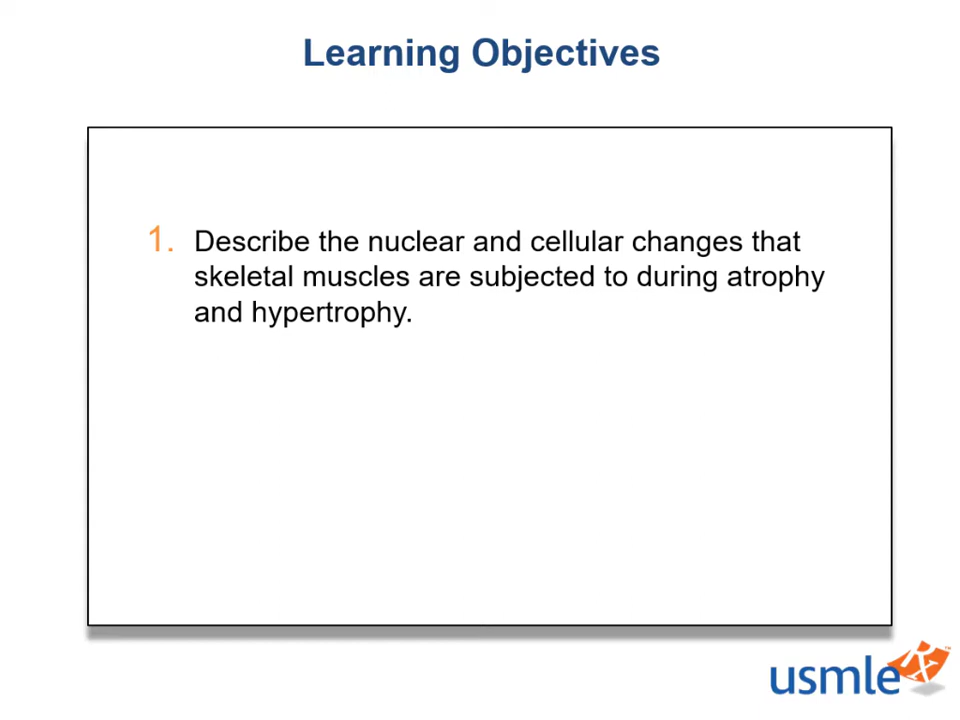 Learning Objectives
1. Describe the nuclear and cellular changes that
skeletal muscles are subjected to during atrophy
and hypertrophy.
usmle Rx™